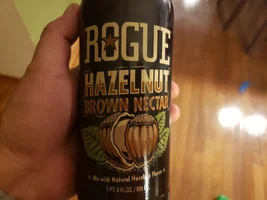 ROGUE
HAZELNUT
BROWN NECTAR
Ale with Natural Hazelnut Flavor
1 PT. 6 FL. OZ. / 650